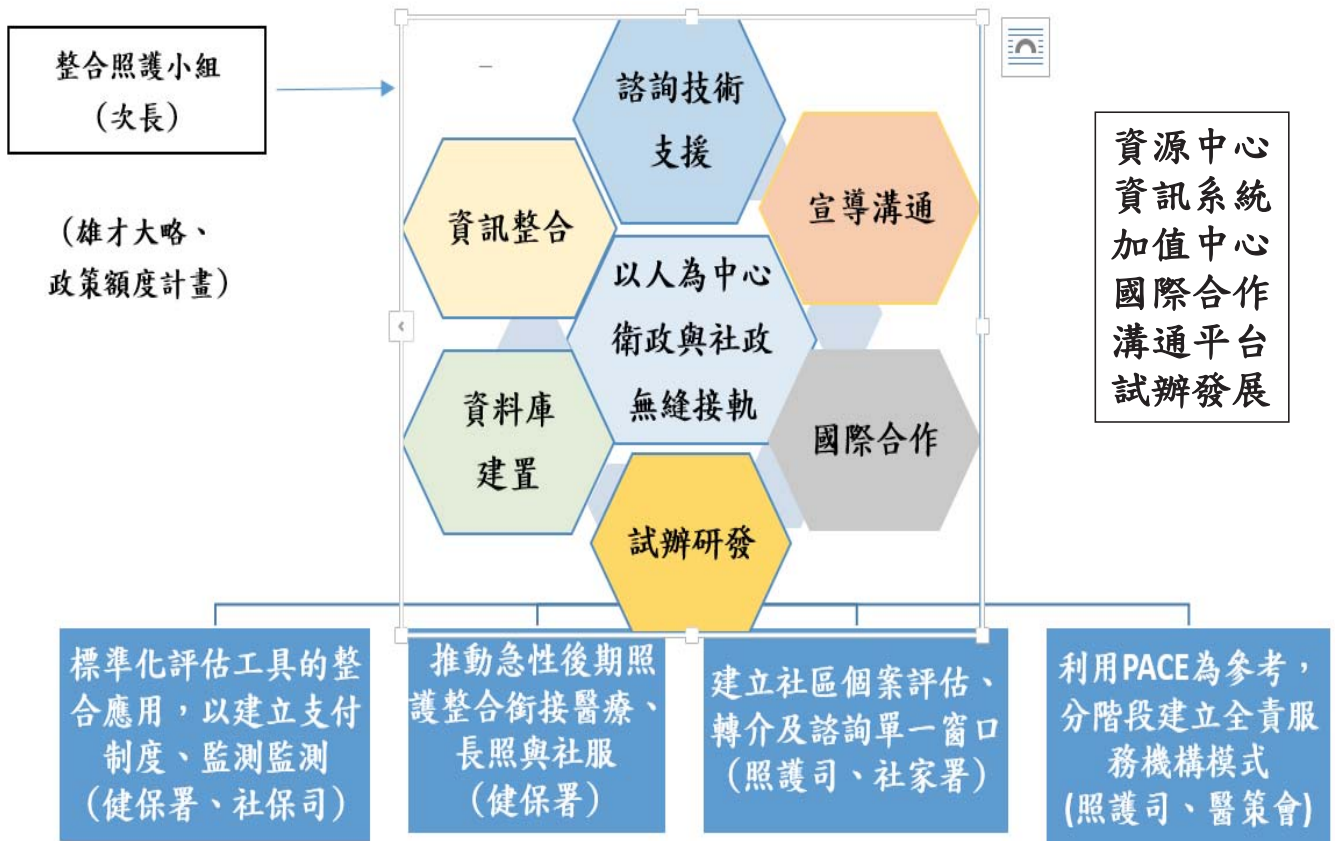 整合照護小組
(次長)
(雄才大略、
政策額度計畫)
諮詢技術
支援
宣導溝通
資訊整合
以人為中心
衛政與社政
無縫接軌
資料庫
建置
國際合作
試辦研發
資源中心
資訊系統
加值中心
國際合作
溝通平台
試辦發展
標準化評估工具的整
合應用，以建立支付
制度、監測監測
(健保署、社保司)
推動急性後期照
護整合銜接醫療、
長照與社服
(健保署)
建立社區個案評估、
轉介及諮詢單一窗口
(照護司、社家署)
利用PACE為參考，
分階段建立全責服
務機構模式
(照護司、醫策會)